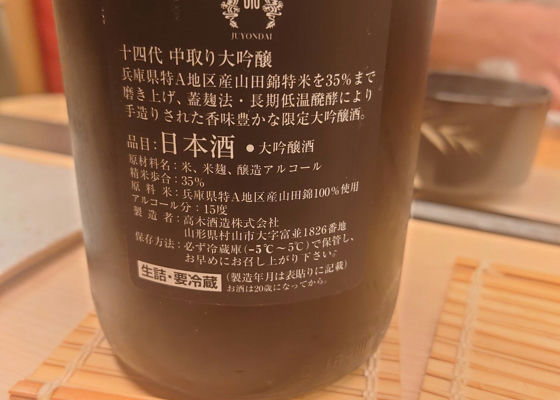 JUYONDAI
十四代 中取り大吟醸
兵庫県特A地区産山田錦特米を35%まで
磨き上げ、蓋麹法・長期低温醗酵により
手造りされた香味豊かな限定大吟醸酒。
品目:日本酒 ●大吟醸酒
原材料名:米、米麹、醸造アルコール
精米歩合:35%
原料米:兵庫県特A地区産山田錦100%使用
アルコール分:15度
製造者:高木酒造株式会社
山形県村山市大字富並1826番地
保存方法:必ず冷蔵庫(−5℃~5℃)で保管し、
お早めにお召し上がり下さい。
生詰・要冷蔵 (製造年月は表貼りに記載)
お酒は20歳になってから。